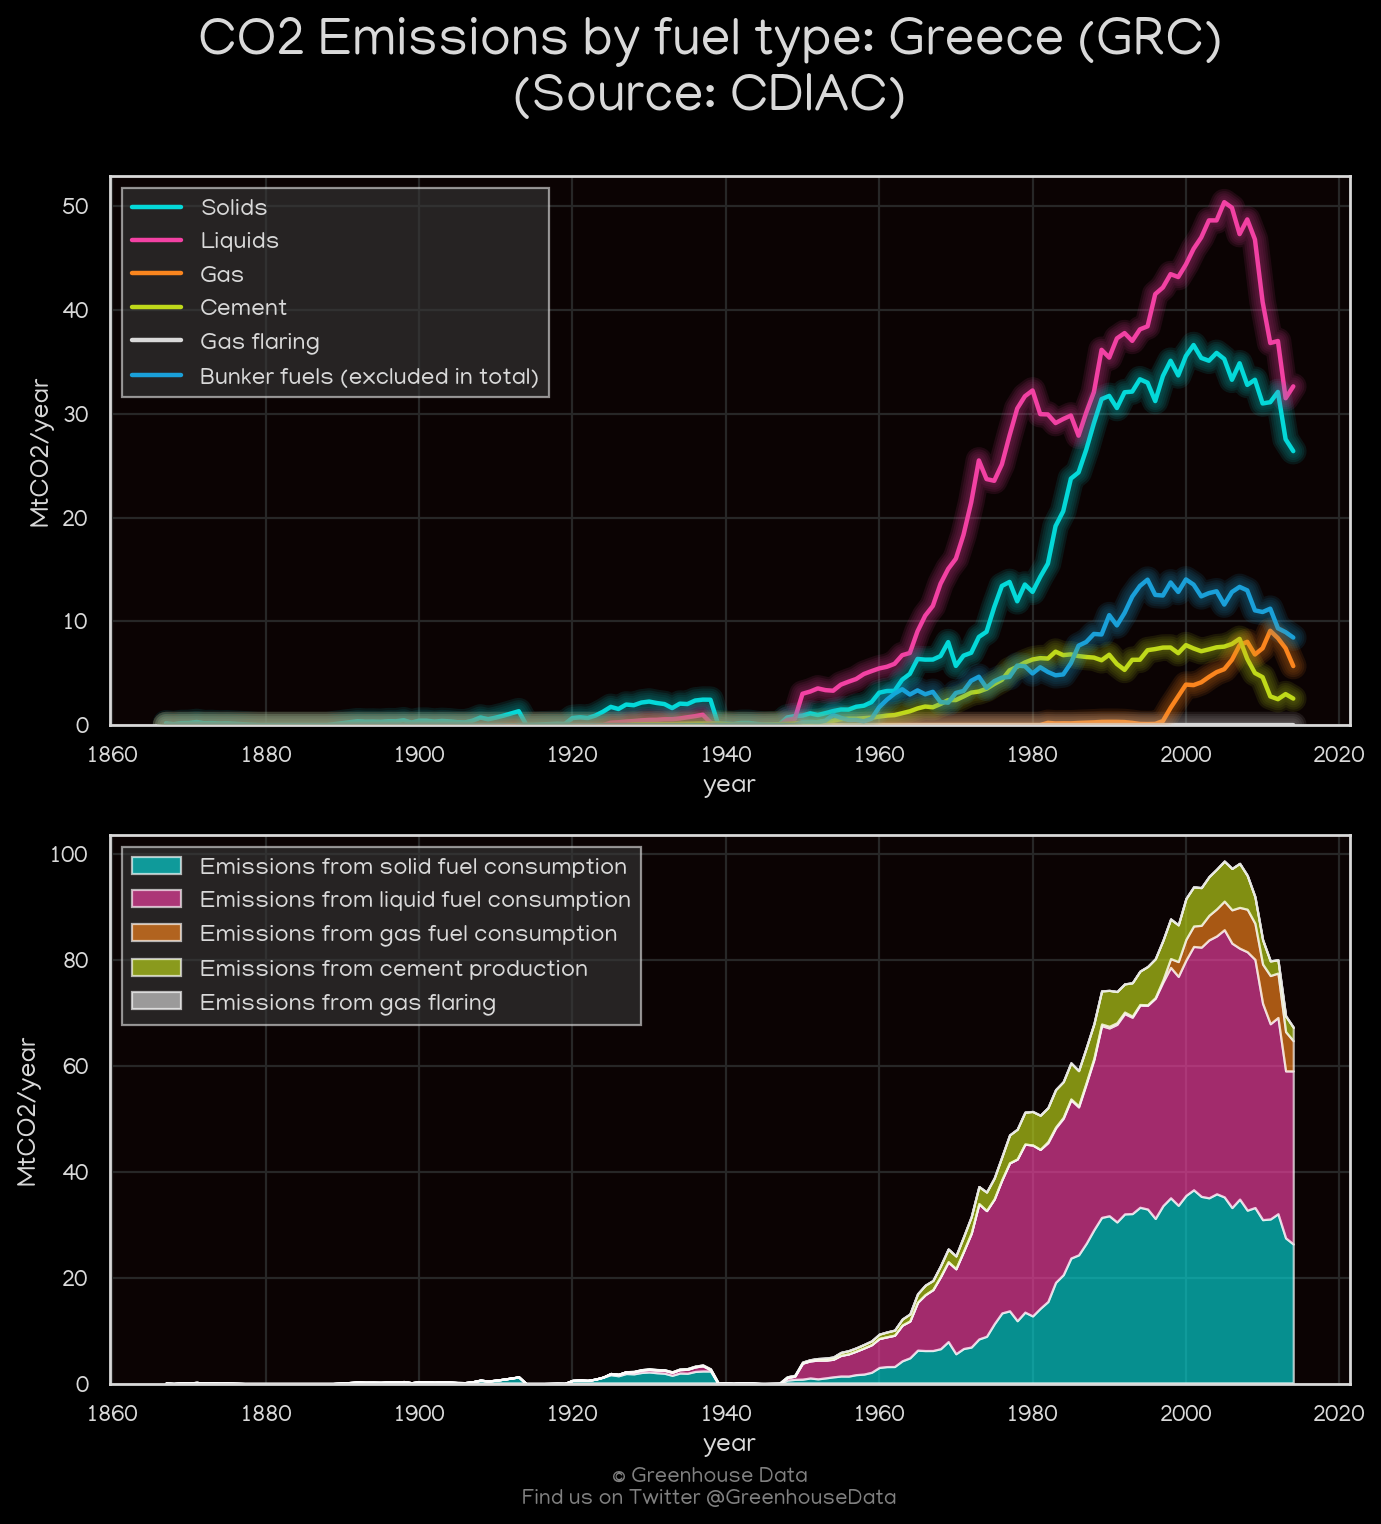 CO2 Emissions by fuel type: Greece (GRC)
(Source: CDIAC)
MtCO2/year
50
40
30
20
10
0
Solids
Liquids
Gas
Cement
Gas flaring
Bunker fuels (excluded in total)
1860 1880 1900 1920 1940 1960 1980 2000 2020
year
MtCO2/year
100
80
60
40
20
0
Emissions from solid fuel consumption
Emissions from liquid fuel consumption
Emissions from gas fuel consumption
Emissions from cement production
Emissions from gas flaring
1860 1880 1900 1920 1940 1960 1980 2000 2020
year
© Greenhouse Data
Find us on Twitter @GreenhouseData